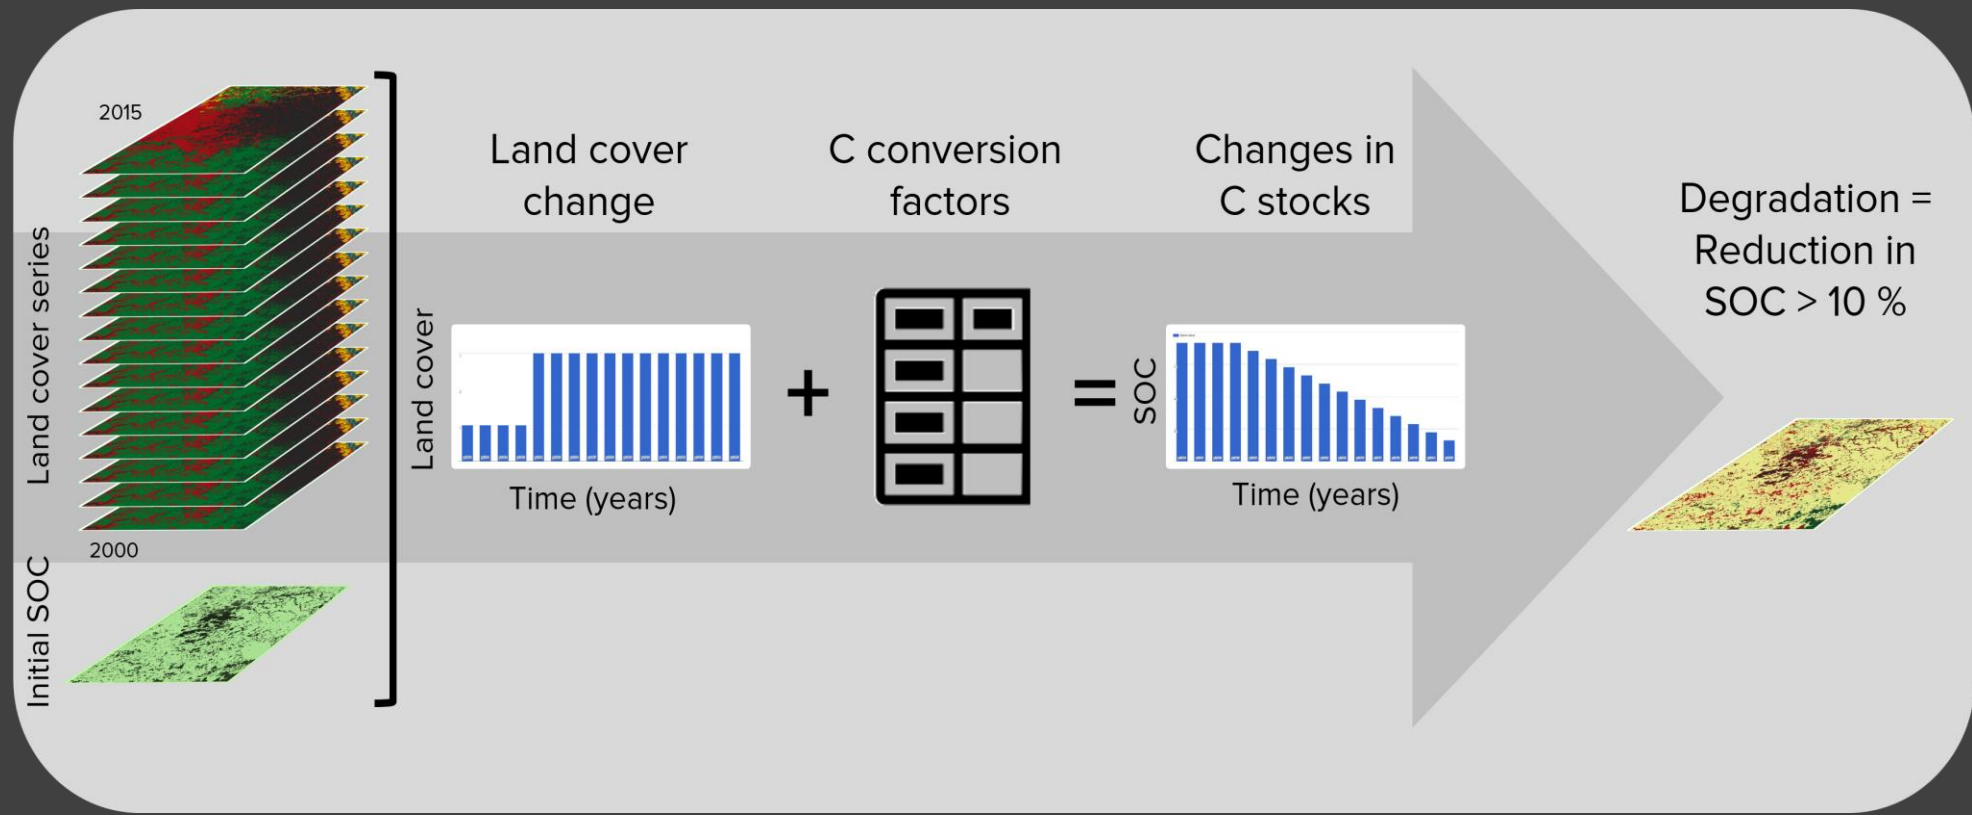 2015
Land cover series
2000
Initial SOC
Land cover
change
Land cover
Time (years)
+
C conversion
factors
=
Changes in
C stocks
SOC
Time (years)
Degradation =
Reduction in
SOC > 10 %